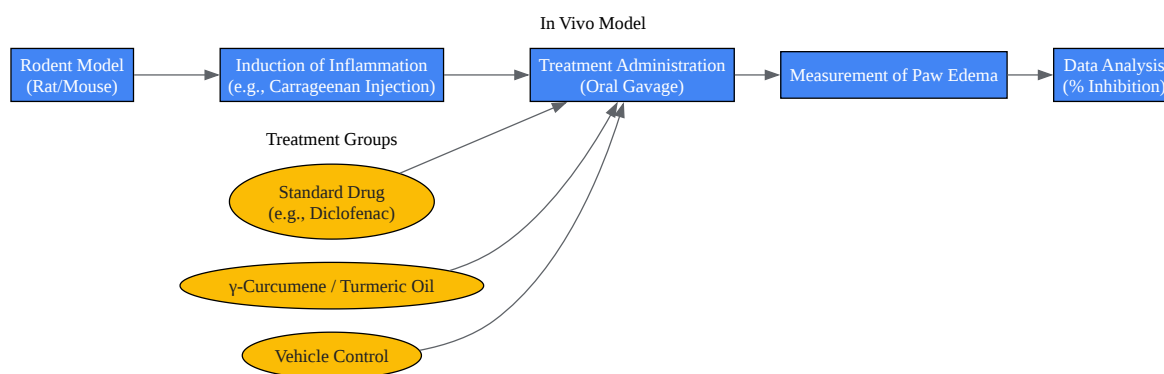 In Vivo Model
Rodent Model
(Rat/Mouse)
Induction of Inflammation
(e.g., Carrageenan Injection)
Treatment Administration
(Oral Gavage)
Measurement of Paw Edema
Data Analysis
(% Inhibition)
Treatment Groups
Standard Drug
(e.g., Diclofenac)
γ-Curcumene / Turmeric Oil
Vehicle Control